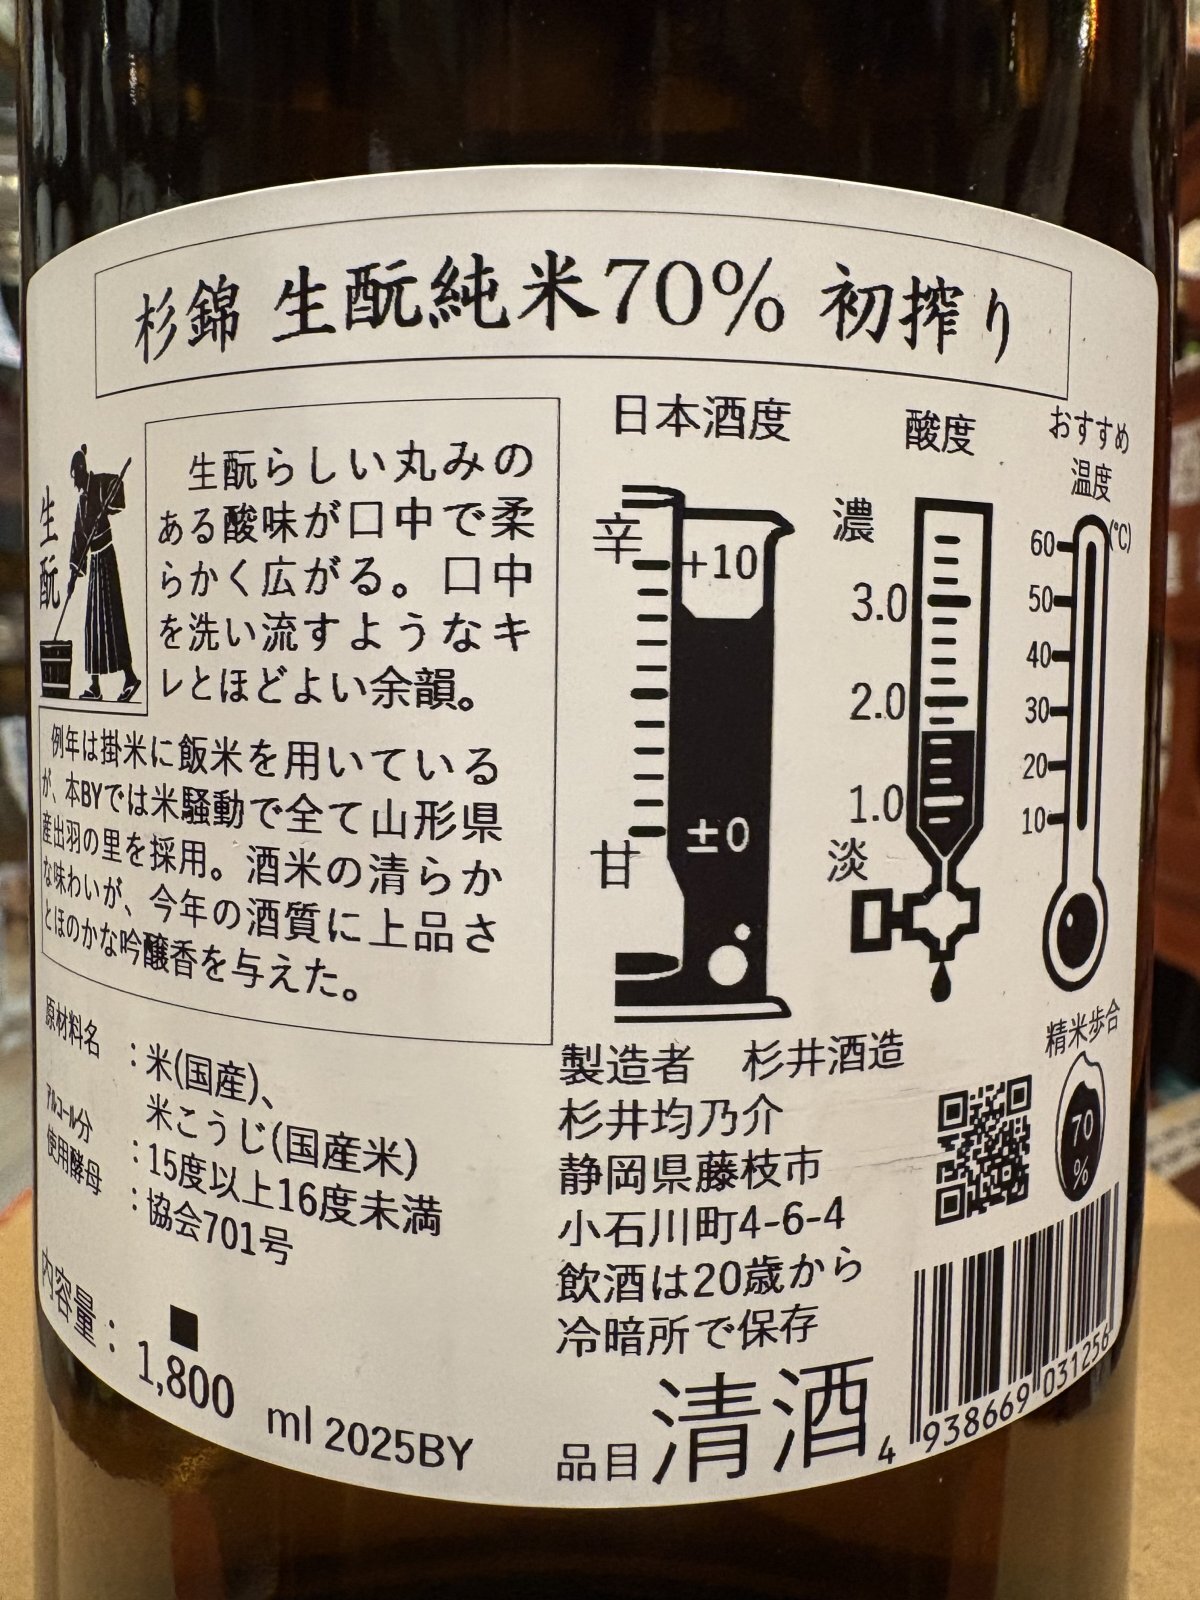 杉錦 生酛純米70% 初搾り
生酛
生酛らしい丸みの
ある酸味が口中で柔
らかく広がる。口中
を洗い流すようなキ
レとほどよい余韻。
例年は掛米に飯米を用いている
が、本BYでは米騒動で全て山形県
産出羽の里を採用。酒米の清らか
な味わいが、今年の酒質に上品さ
とほのかな吟醸香を与えた。
日本酒度
辛
+10
±0
甘
酸度
濃
3.0
2.0
1.0
淡
おすすめ
温度
(℃)
60
50
40
30
20
10
精米歩合
70
%
原材料名:米(国産)、
米こうじ(国産米)
アルコール分:15度以上16度未満
使用酵母:協会701号
内容量:1,800 ml 2025BY
製造者 杉井酒造
杉井均乃介
静岡県藤枝市
小石川町4-6-4
飲酒は20歳から
冷暗所で保存
品目 清酒
4 938669 031256